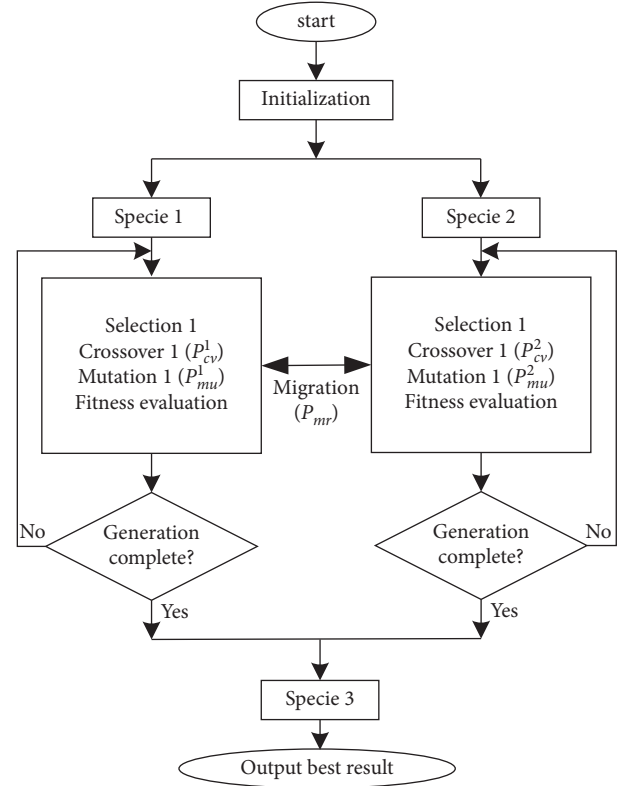 start
Initialization
Specie 1
Specie 2
Selection 1
Crossover 1 (P¹cv)
Mutation 1 (P¹mu)
Fitness evaluation
Migration
(Pmr)
Selection 1
Crossover 1 (P²cv)
Mutation 1 (P²mu)
Fitness evaluation
No
Generation
complete?
Yes
Generation
complete?
No
Yes
Specie 3
Output best result